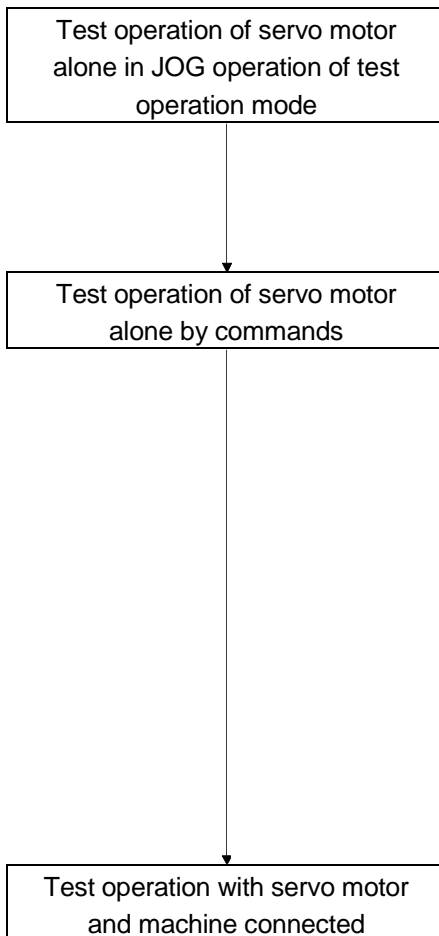 Test operation of servo motor
alone in JOG operation of test
operation mode
Test operation of servo motor
alone by commands
Test operation with servo motor
and machine connected